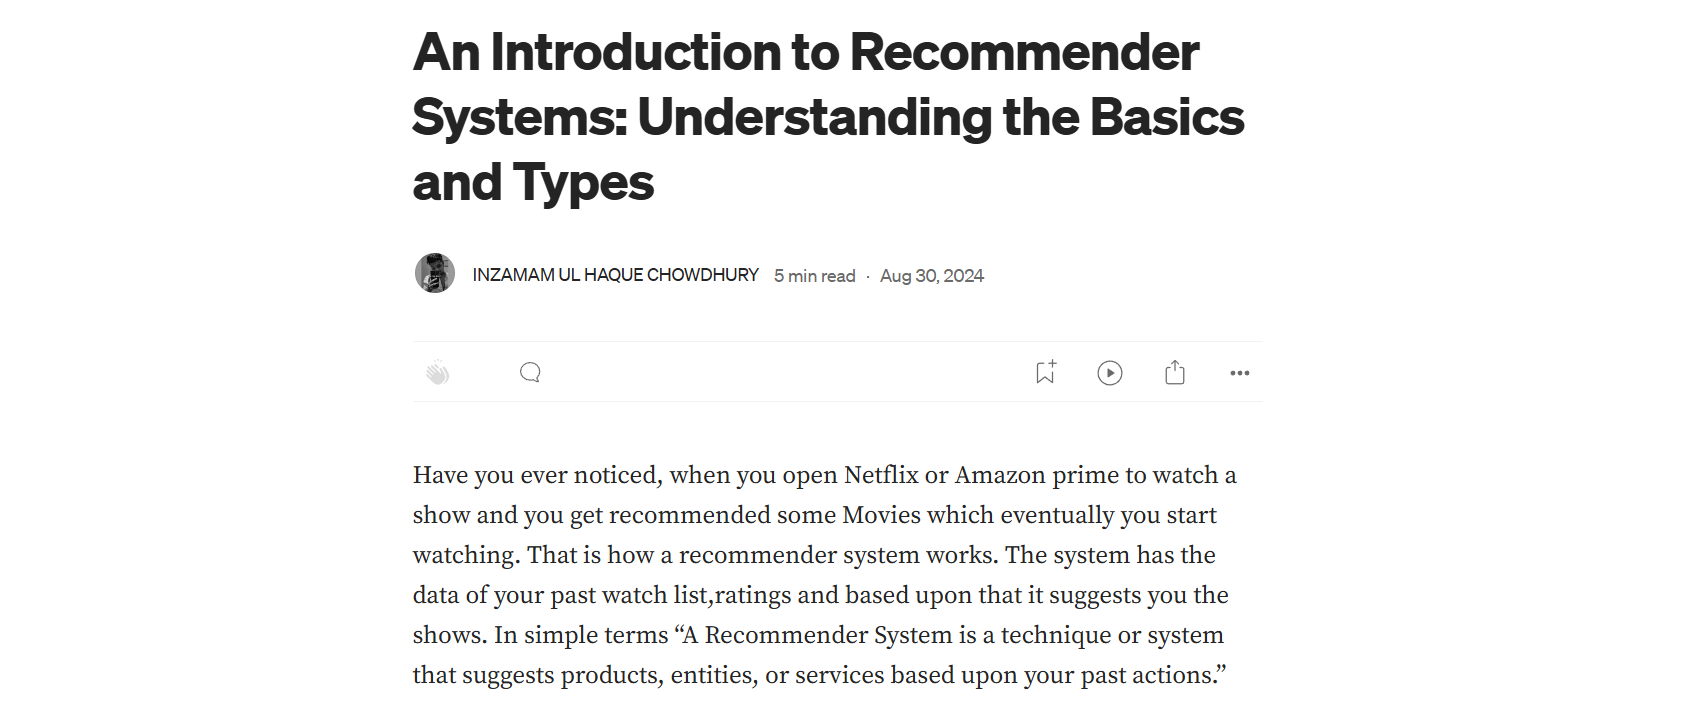 An Introduction to Recommender
Systems: Understanding the Basics
and Types
INZAMAM UL HAQUE CHOWDHURY 5 min read · Aug 30, 2024
Have you ever noticed, when you open Netflix or Amazon prime to watch a
show and you get recommended some Movies which eventually you start
watching. That is how a recommender system works. The system has the
data of your past watch list,ratings and based upon that it suggests you the
shows. In simple terms “A Recommender System is a technique or system
that suggests products, entities, or services based upon your past actions.”